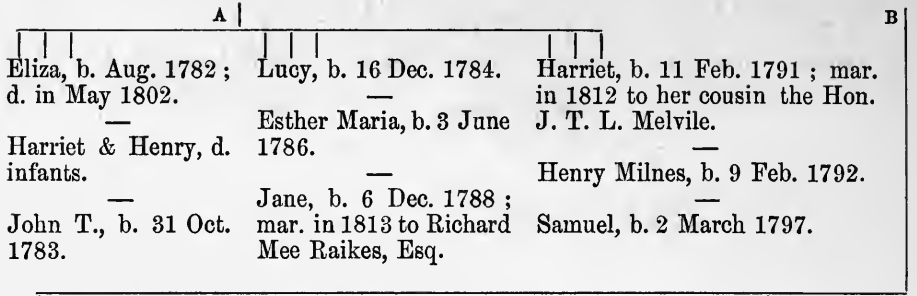 A
B
Eliza, b. Aug. 1782 ;
d. in May 1802.
—
Harriet & Henry, d.
infants.
—
John T., b. 31 Oct.
1783.
Lucy, b. 16 Dec. 1784.
—
Esther Maria, b. 3 June
1786.
—
Jane, b. 6 Dec. 1788 ;
mar. in 1813 to Richard
Mee Raikes, Esq.
Harriet, b. 11 Feb. 1791 ; mar.
in 1812 to her cousin the Hon.
J. T. L. Melvile.
—
Henry Milnes, b. 9 Feb. 1792.
—
Samuel, b. 2 March 1797.